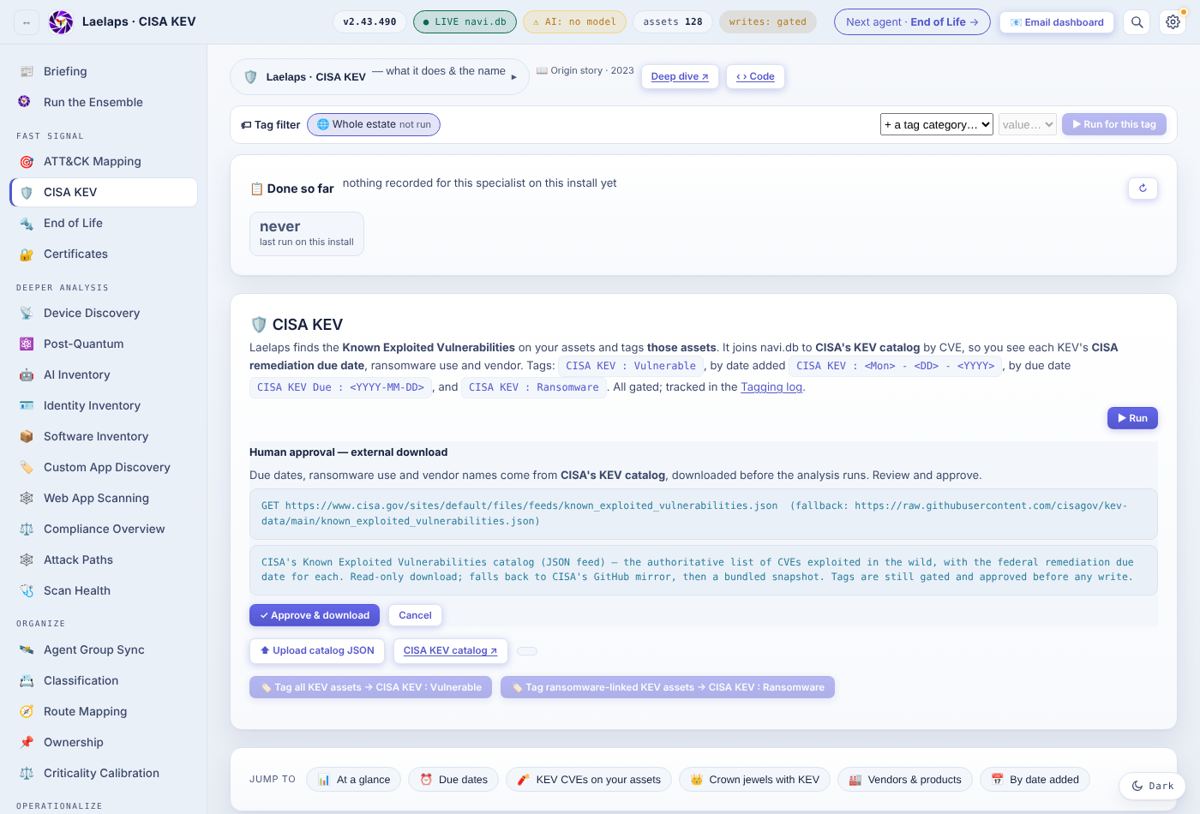 Laelaps · CISA KEV
v2.43.490
● LIVE navi.db
⚠ AI: no model
assets 128
writes: gated
Next agent · End of Life →
📧 Email dashboard
Briefing
Run the Ensemble
FAST SIGNAL
ATT&CK Mapping
CISA KEV
End of Life
Certificates
DEEPER ANALYSIS
Device Discovery
Post-Quantum
AI Inventory
Identity Inventory
Software Inventory
Custom App Discovery
Web App Scanning
Compliance Overview
Attack Paths
Scan Health
ORGANIZE
Agent Group Sync
Classification
Route Mapping
Ownership
Criticality Calibration
OPERATIONALIZE
Laelaps · CISA KEV — what it does & the name ▸
📖 Origin story · 2023
Deep dive ↗
‹ › Code
Tag filter
Whole estate not run
+ a tag category…
value…
▶ Run for this tag
Done so far nothing recorded for this specialist on this install yet
↻
never
last run on this install
CISA KEV
Laelaps finds the Known Exploited Vulnerabilities on your assets and tags those assets. It joins navi.db to CISA's KEV catalog by CVE, so you see each KEV's CISA
remediation due date, ransomware use and vendor. Tags: CISA KEV : Vulnerable , by date added CISA KEV : <Mon> - <DD> - <YYYY> , by due date
CISA KEV Due : <YYYY-MM-DD> , and CISA KEV : Ransomware . All gated; tracked in the Tagging log.
▶ Run
Human approval — external download
Due dates, ransomware use and vendor names come from CISA's KEV catalog, downloaded before the analysis runs. Review and approve.
GET https://www.cisa.gov/sites/default/files/feeds/known_exploited_vulnerabilities.json (fallback: https://raw.githubusercontent.com/cisagov/kev-
data/main/known_exploited_vulnerabilities.json)
CISA's Known Exploited Vulnerabilities catalog (JSON feed) — the authoritative list of CVEs exploited in the wild, with the federal remediation due
date for each. Read-only download; falls back to CISA's GitHub mirror, then a bundled snapshot. Tags are still gated and approved before any write.
✓ Approve & download
Cancel
⬆ Upload catalog JSON
CISA KEV catalog ↗
Tag all KEV assets → CISA KEV : Vulnerable
Tag ransomware-linked KEV assets → CISA KEV : Ransomware
JUMP TO
At a glance
Due dates
KEV CVEs on your assets
Crown jewels with KEV
Vendors & products
By date added
Dark